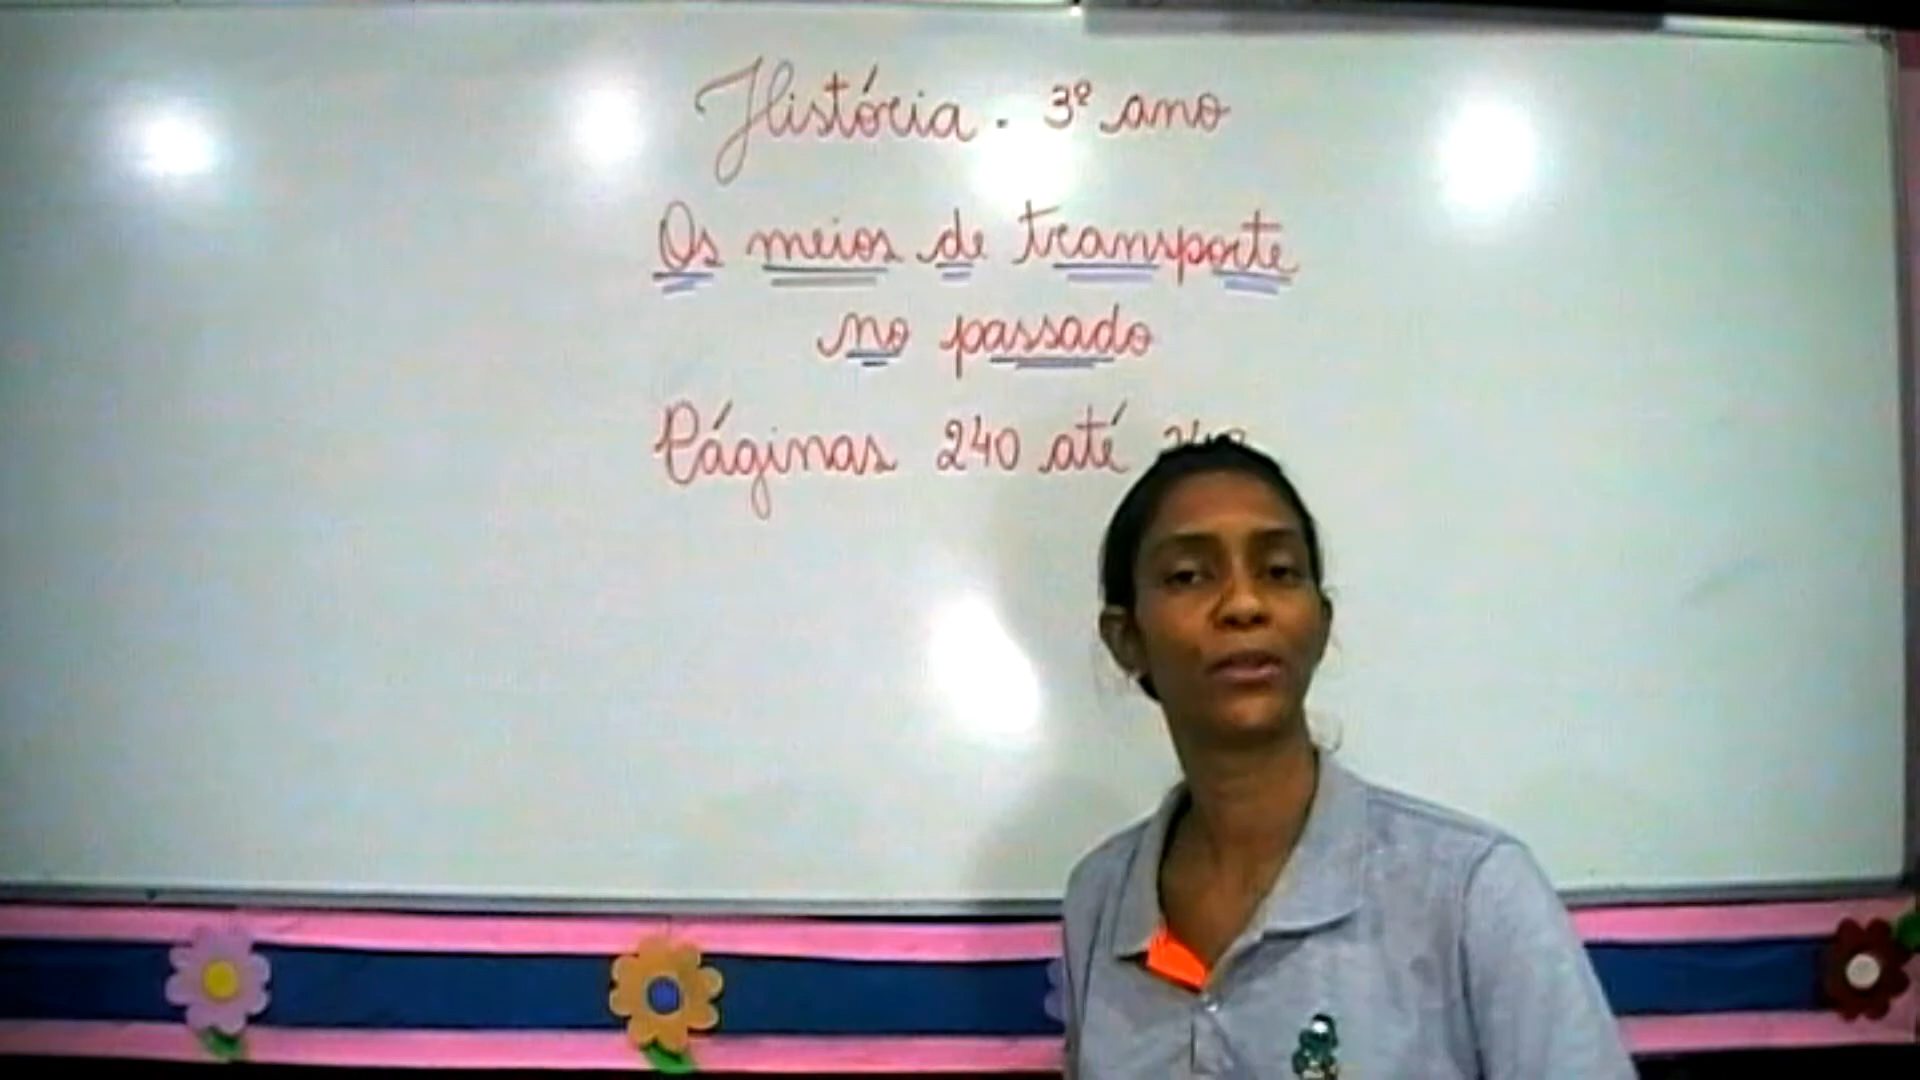 História. 3º ano
Os meios de transporte
no passado
Páginas 240 até